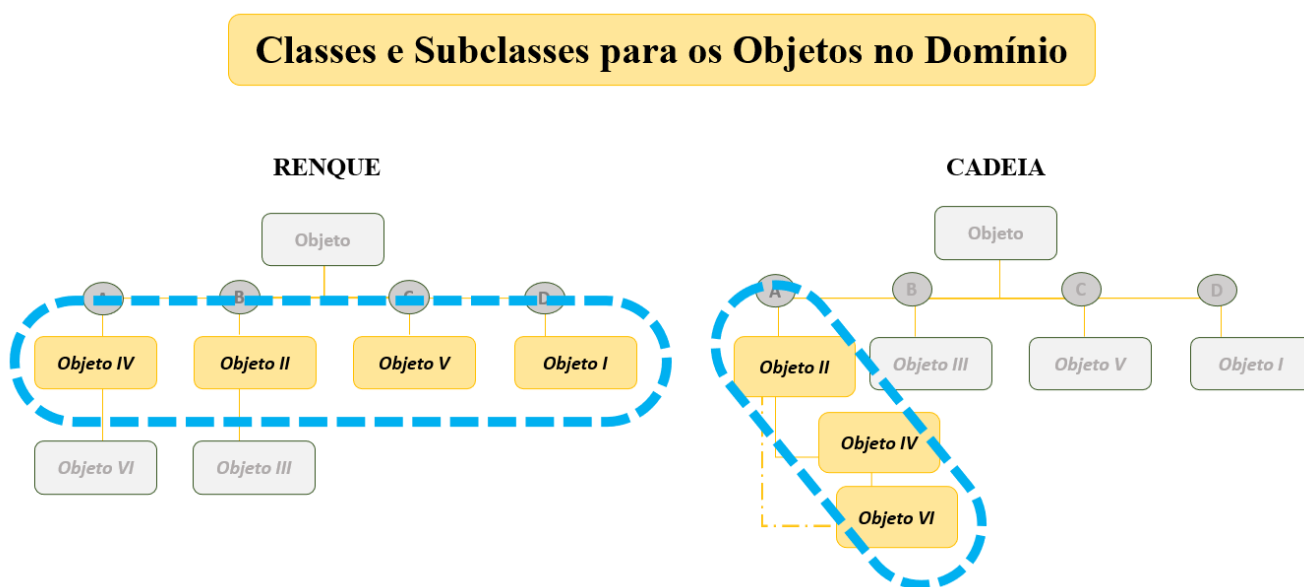 Classes e Subclasses para os Objetos no Domínio
RENQUE
Objeto
A
B
C
D
Objeto IV
Objeto II
Objeto V
Objeto I
Objeto VI
Objeto III
CADEIA
Objeto
A
B
C
D
Objeto II
Objeto III
Objeto V
Objeto I
Objeto IV
Objeto VI